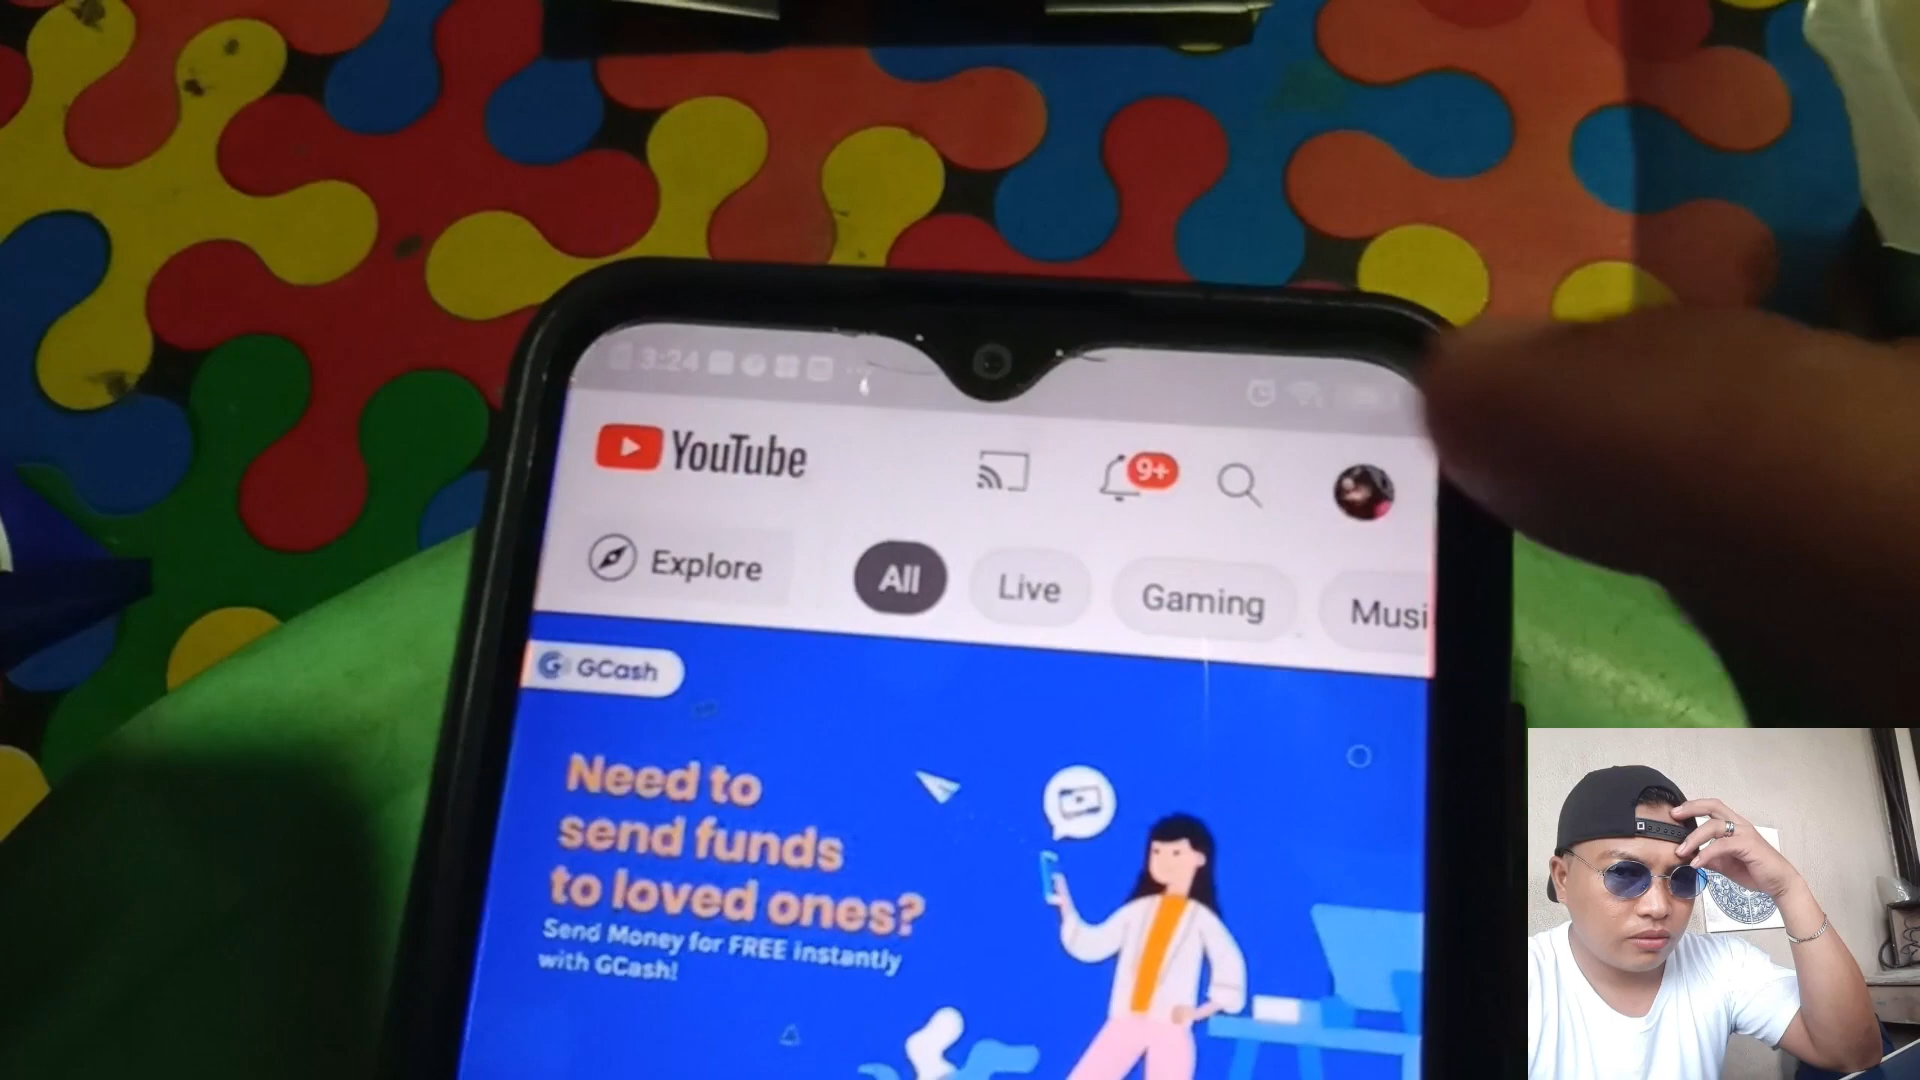 3:24
YouTube
9+
Explore
All
Live
Gaming
Musi
GCash
Need to
send funds
to loved ones?
Send Money for FREE instantly
with GCash!